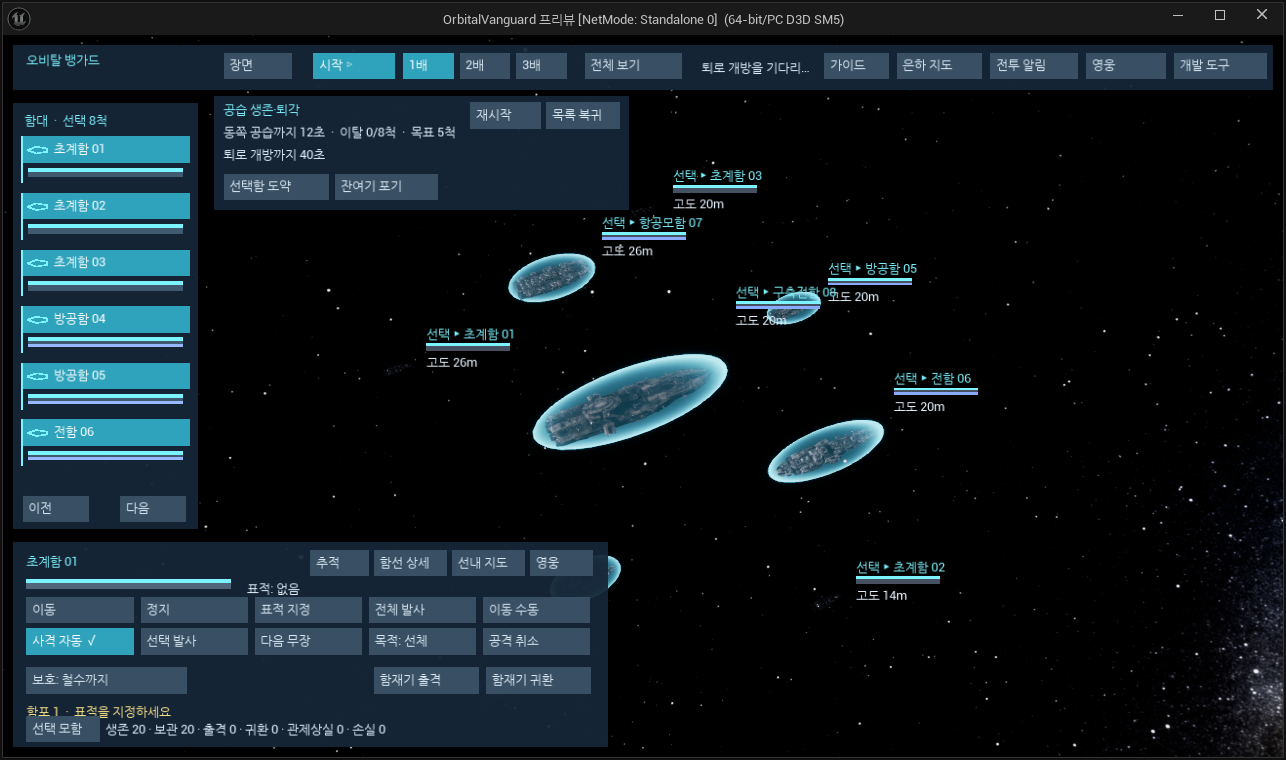 OrbitalVanguard 프리뷰 [NetMode: Standalone 0] (64-bit/PC D3D SM5)
오비탈 뱅가드
장면
시작 ▶
1배
2배
3배
전체 보기
퇴로 개방을 기다리...
가이드
은하 지도
전투 알림
영웅
개발 도구
함대 · 선택 8척
초계함 01
초계함 02
초계함 03
방공함 04
방공함 05
전함 06
이전
다음
공습 생존·퇴각
재시작
목록 복귀
동쪽 공습까지 12초 · 이탈 0/8척 · 목표 5척
퇴로 개방까지 40초
선택함 도약
잔여기 포기
선택 ▶ 초계함 03
고도 20m
선택 ▶ 항공모함 07
고도 26m
선택 ▶ 방공함 05
고도 20m
선택 ▶ 구축전함 08
고도 20m
선택 ▶ 초계함 01
고도 26m
선택 ▶ 전함 06
고도 20m
선택 ▶ 초계함 02
고도 14m
초계함 01
추적
함선 상세
선내 지도
영웅
표적: 없음
이동
정지
표적 지정
전체 발사
이동 수동
사격 자동 √
선택 발사
다음 무장
목적: 선체
공격 취소
보호: 철수까지
함재기 출격
함재기 귀환
함포 1 · 표적을 지정하세요
선택 모함
생존 20 · 보관 20 · 출격 0 · 귀환 0 · 관제상실 0 · 손실 0